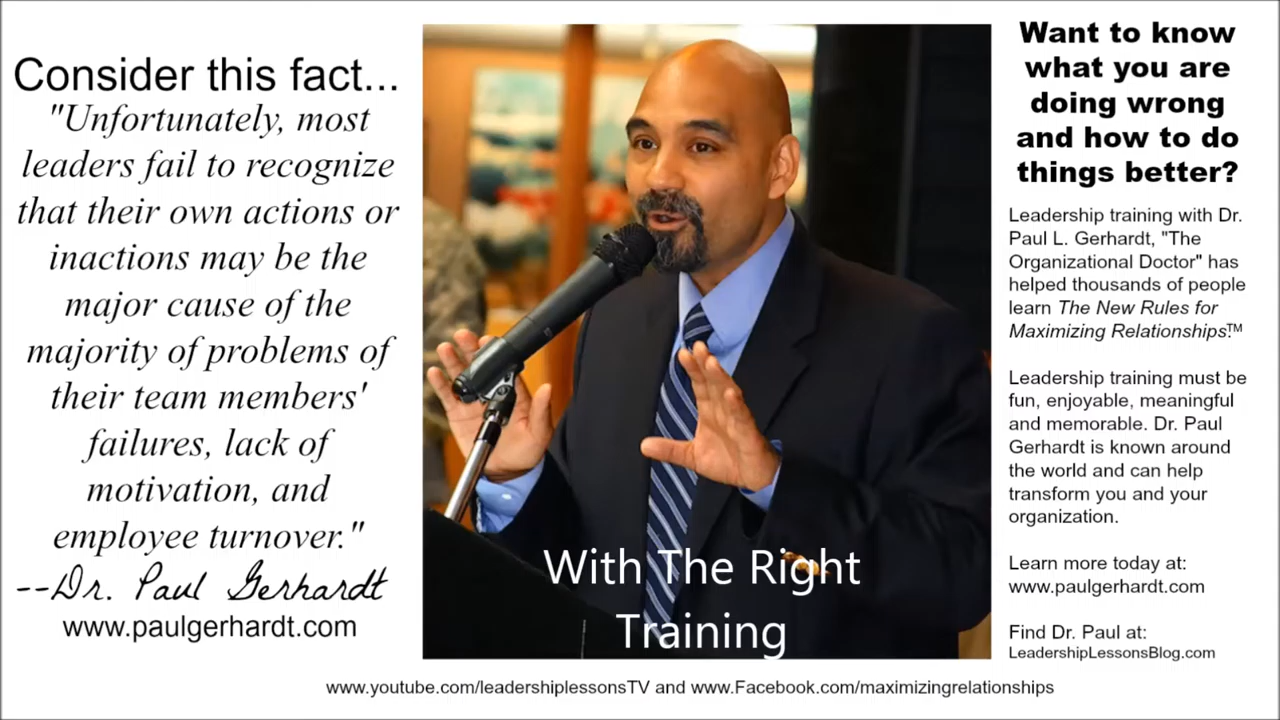 Consider this fact...
"Unfortunately, most
leaders fail to recognize
that their own actions or
inactions may be the
major cause of the
majority of problems of
their team members'
failures, lack of
motivation, and
employee turnover."
--Dr. Paul Gerhardt
www.paulgerhardt.com
With The Right
Training
Want to know
what you are
doing wrong
and how to do
things better?
Leadership training with Dr.
Paul L. Gerhardt, "The
Organizational Doctor" has
helped thousands of people
learn The New Rules for
Maximizing Relationships.™
Leadership training must be
fun, enjoyable, meaningful
and memorable. Dr. Paul
Gerhardt is known around
the world and can help
transform you and your
organization.
Learn more today at:
www.paulgerhardt.com
Find Dr. Paul at:
LeadershipLessonsBlog.com
www.youtube.com/leadershiplessonsTV and www.Facebook.com/maximizingrelationships